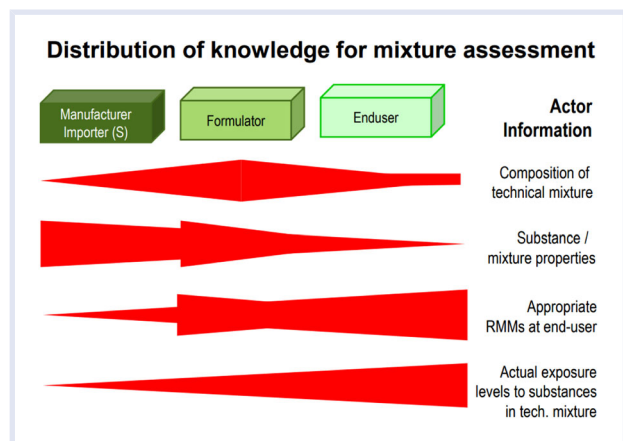 Distribution of knowledge for mixture assessment
Manufacturer
Importer (S)
Formulator
Enduser
Actor
Information
Composition of
technical mixture
Substance /
mixture properties
Appropriate
RMMs at end-user
Actual exposure
levels to substances
in tech. mixture